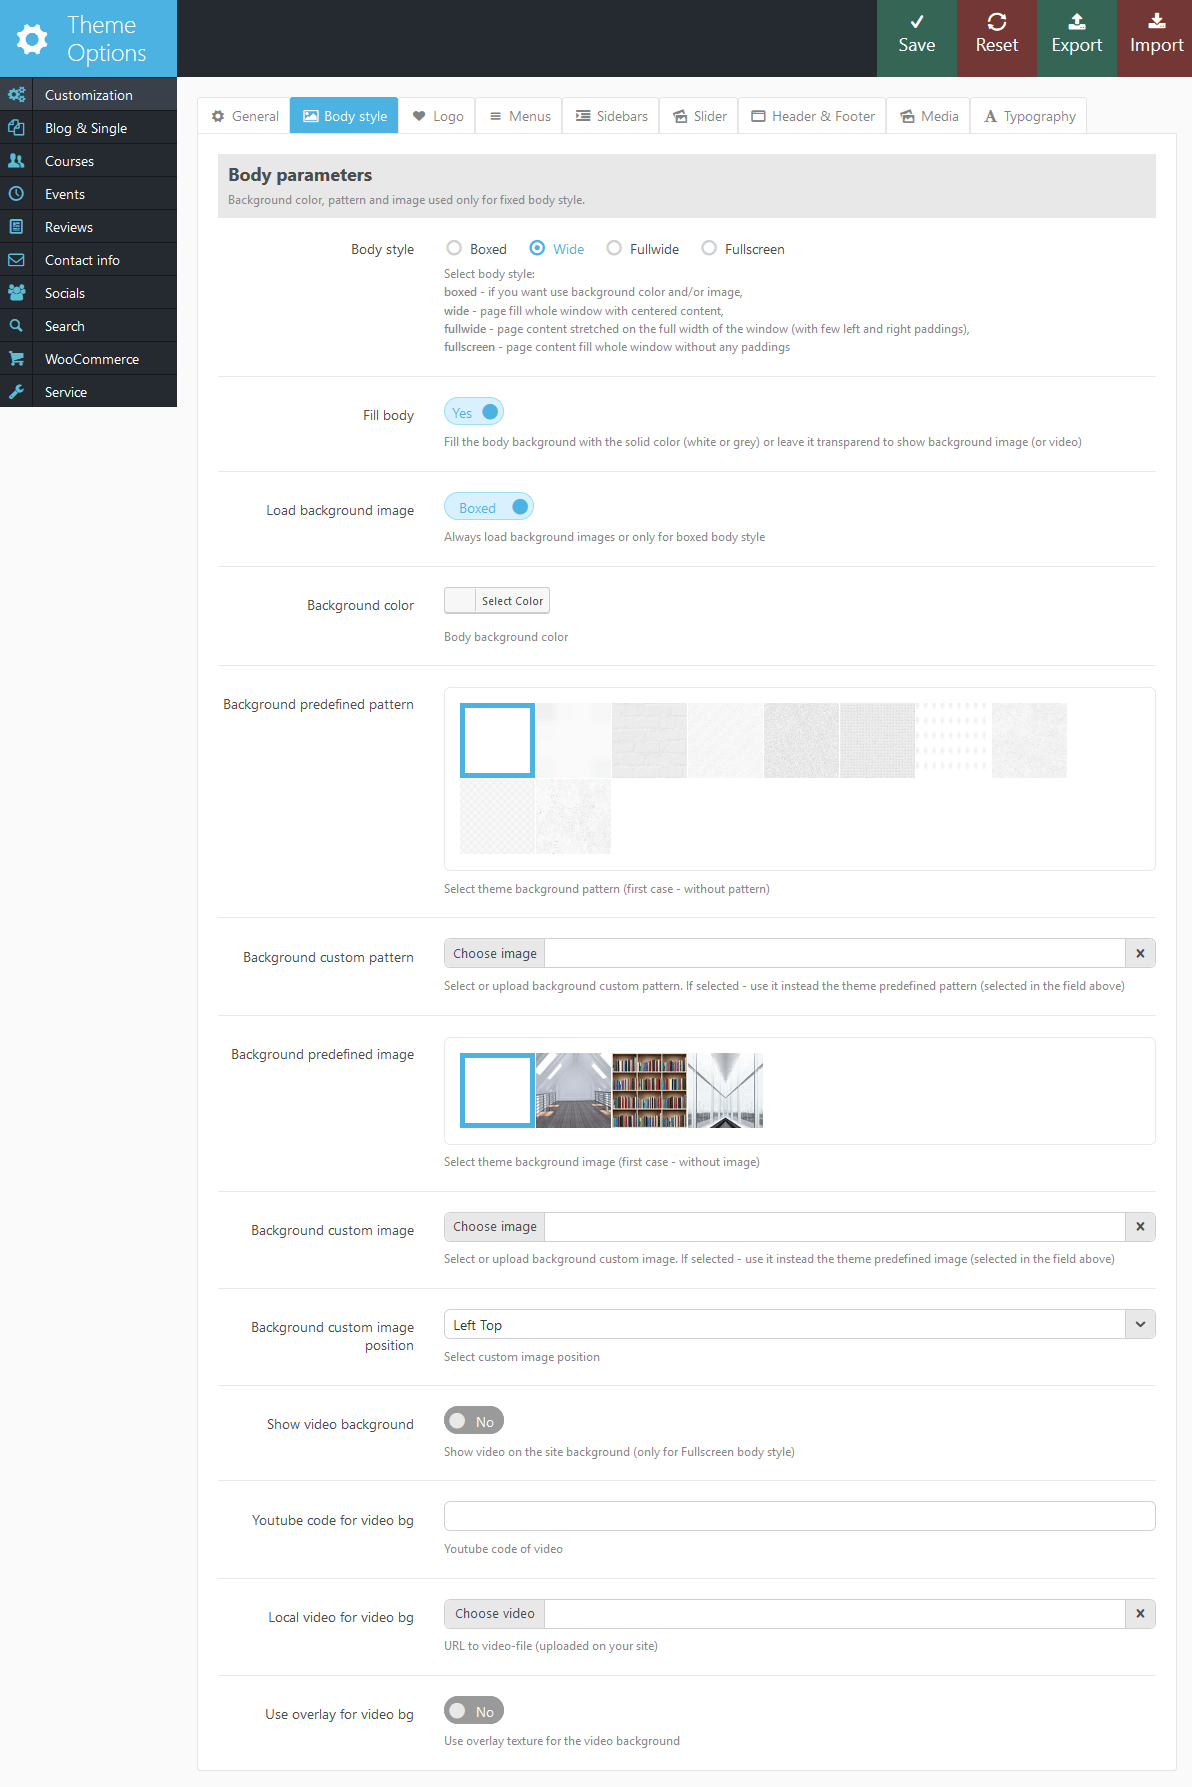 Theme
Options
Save
Reset
Export
Import
Customization
Blog & Single
Courses
Events
Reviews
Contact info
Socials
Search
WooCommerce
Service
General
Body style
Logo
Menus
Sidebars
Slider
Header & Footer
Media
Typography
Body parameters
Background color, pattern and image used only for fixed body style.
Body style
Boxed
Wide
Fullwide
Fullscreen
Select body style:
boxed - if you want use background color and/or image,
wide - page fill whole window with centered content,
fullwide - page content stretched on the full width of the window (with few left and right paddings),
fullscreen - page content fill whole window without any paddings
Fill body
Yes
Fill the body background with the solid color (white or grey) or leave it transparend to show background image (or video)
Load background image
Boxed
Always load background images or only for boxed body style
Background color
Select Color
Body background color
Background predefined pattern
Select theme background pattern (first case - without pattern)
Background custom pattern
Choose image
Select or upload background custom pattern. If selected - use it instead the theme predefined pattern (selected in the field above)
Background predefined image
Select theme background image (first case - without image)
Background custom image
Choose image
Select or upload background custom image. If selected - use it instead the theme predefined image (selected in the field above)
Background custom image
position
Left Top
Select custom image position
Show video background
No
Show video on the site background (only for Fullscreen body style)
Youtube code for video bg
Youtube code of video
Local video for video bg
Choose video
URL to video-file (uploaded on your site)
Use overlay for video bg
No
Use overlay texture for the video background